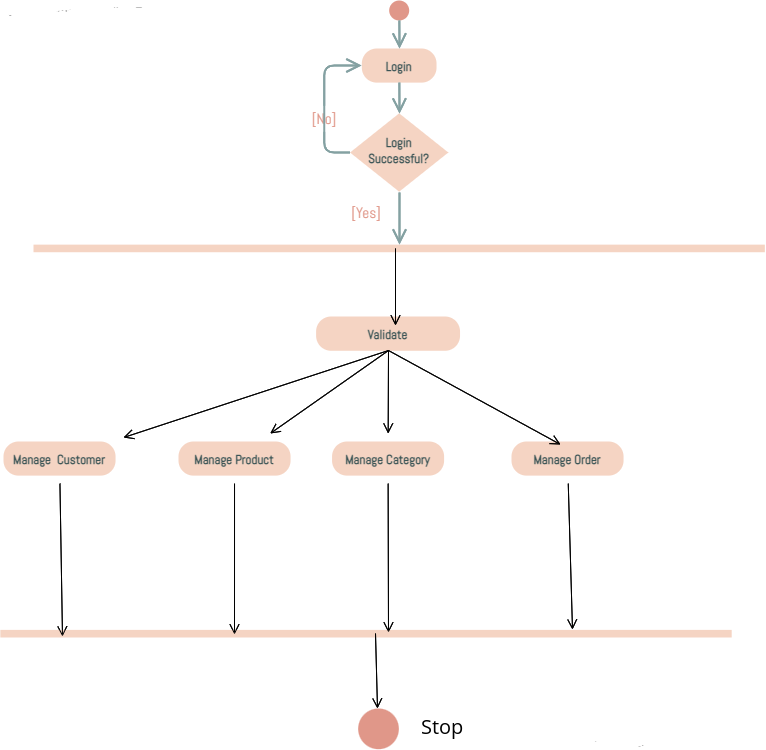 Login
[No]
Login
Successful?
[Yes]
Validate
Manage Customer
Manage Product
Manage Category
Manage Order
Stop